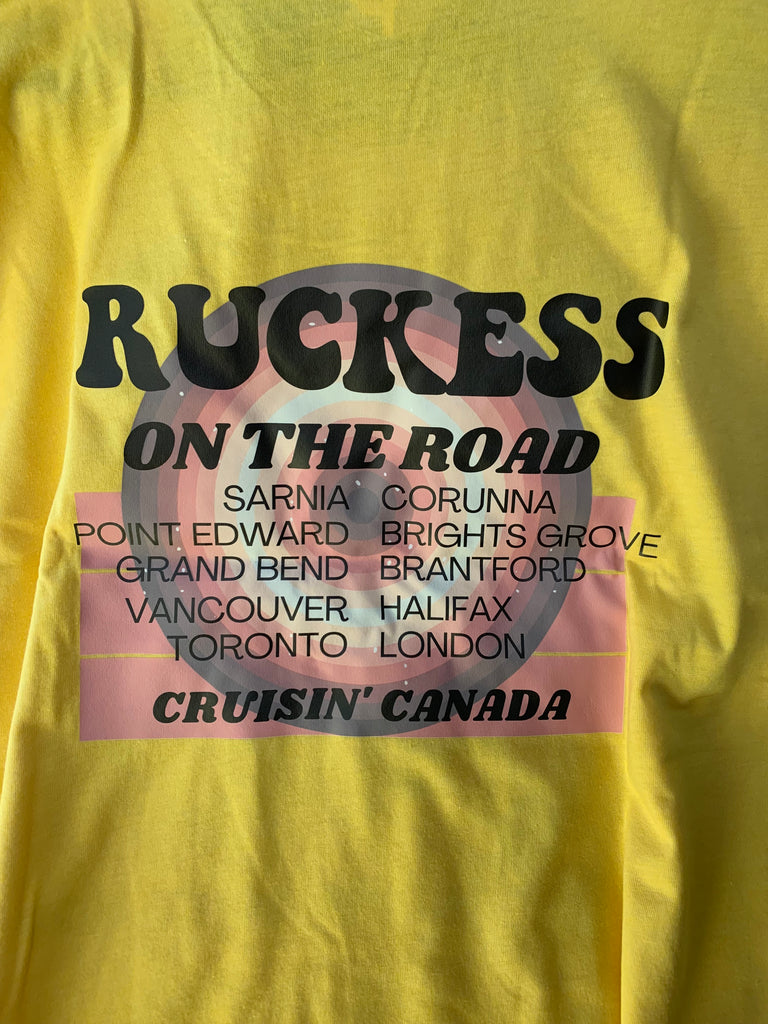 RUCKESS
ON THE ROAD
SARNIA CORUNNA
POINT EDWARD BRIGHTS GROVE
GRAND BEND BRANTFORD
VANCOUVER HALIFAX
TORONTO LONDON
CRUISIN' CANADA